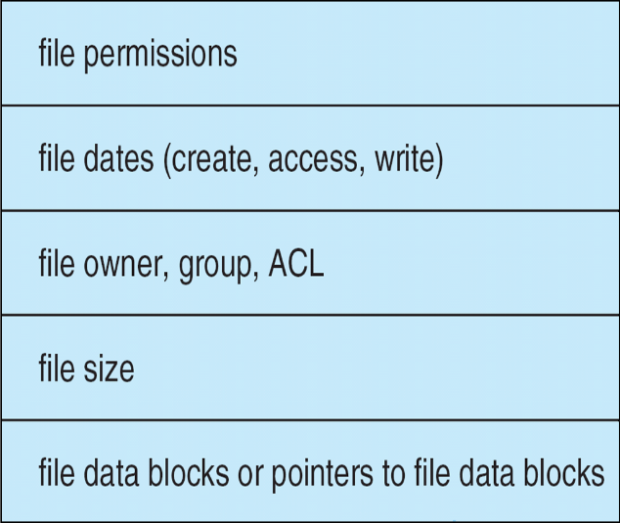 file permissions
file dates (create, access, write)
file owner, group, ACL
file size
file data blocks or pointers to file data blocks